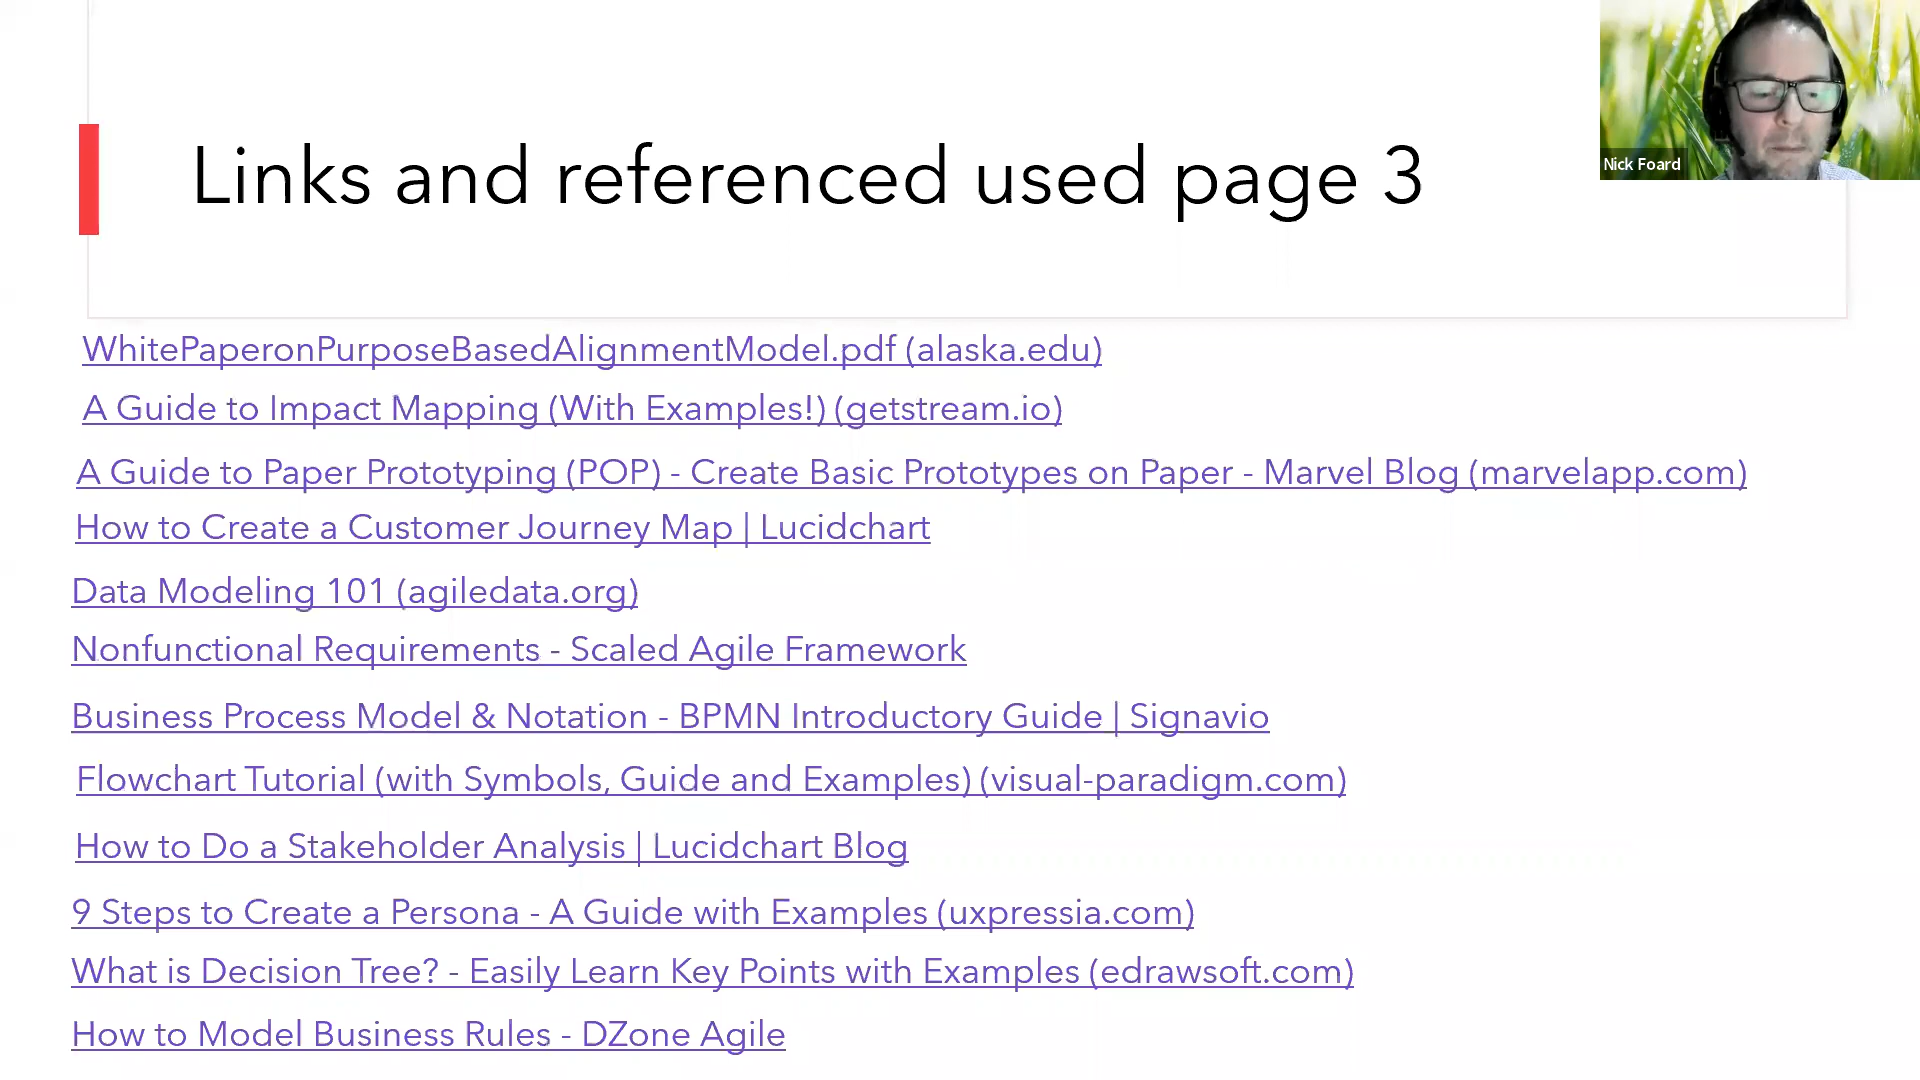 Links and referenced used page 3
Nick Foard
WhitePaperonPurposeBasedAlignmentModel.pdf (alaska.edu)
A Guide to Impact Mapping (With Examples!) (getstream.io)
A Guide to Paper Prototyping (POP) - Create Basic Prototypes on Paper - Marvel Blog (marvelapp.com)
How to Create a Customer Journey Map | Lucidchart
Data Modeling 101 (agiledata.org)
Nonfunctional Requirements - Scaled Agile Framework
Business Process Model & Notation - BPMN Introductory Guide | Signavio
Flowchart Tutorial (with Symbols, Guide and Examples) (visual-paradigm.com)
How to Do a Stakeholder Analysis | Lucidchart Blog
9 Steps to Create a Persona - A Guide with Examples (uxpressia.com)
What is Decision Tree? - Easily Learn Key Points with Examples (edrawsoft.com)
How to Model Business Rules - DZone Agile